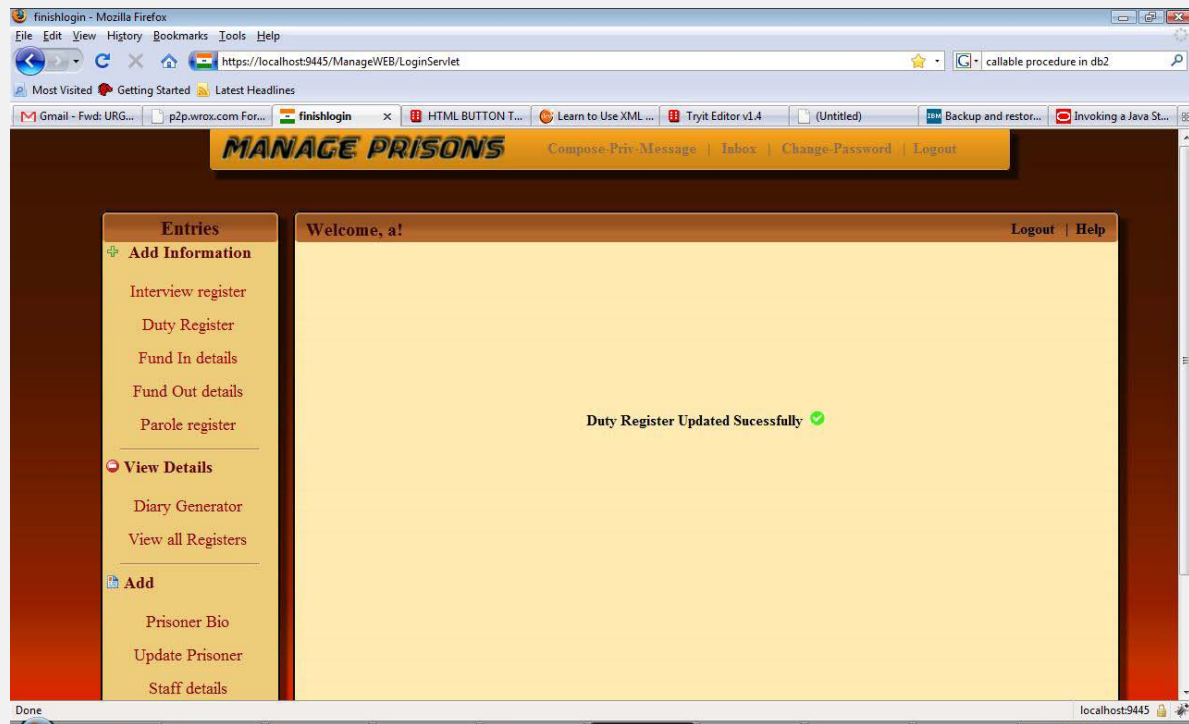 finishlogin - Mozilla Firefox
File Edit View History Bookmarks Tools Help
https://localhost:9445/ManageWEB/LoginServlet
G callable procedure in db2
Most Visited Getting Started Latest Headlines
Gmail - Fwd: URG... p2p.wrox.com For... finishlogin HTML BUTTON T... Learn to Use XML ... Tryit Editor v1.4 (Untitled) IBM Backup and restor... Invoking a Java St...
MANAGE PRISONS Compose-Priv-Message | Inbox | Change-Password | Logout
Entries
Add Information
Interview register
Duty Register
Fund In details
Fund Out details
Parole register
View Details
Diary Generator
View all Registers
Add
Prisoner Bio
Update Prisoner
Staff details
Welcome, a! Logout | Help
Duty Register Updated Sucessfully
Done localhost:9445